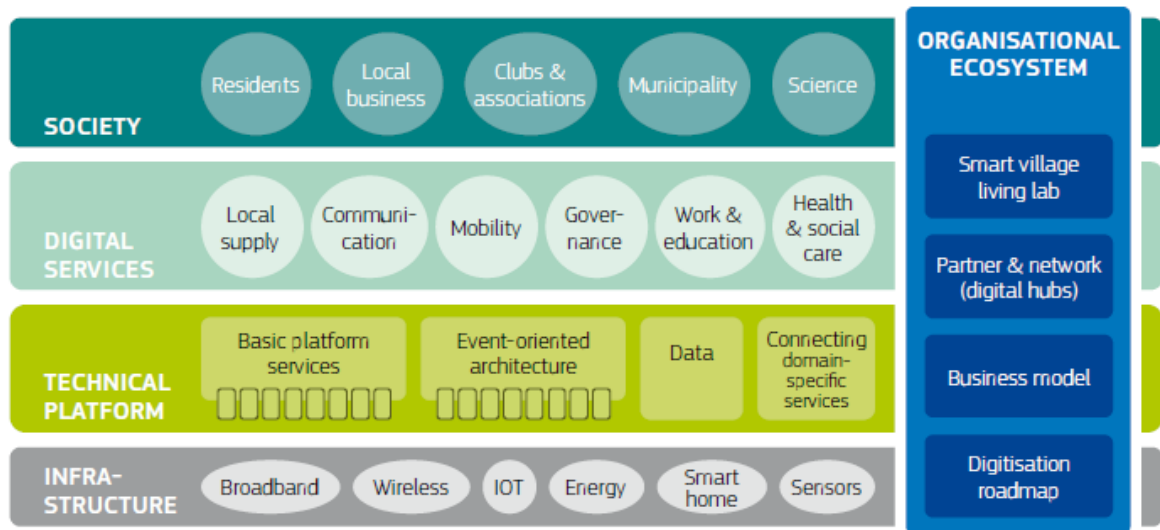 SOCIETY
Residents
Local
business
Clubs &
associations
Municipality
Science
DIGITAL
SERVICES
Local
supply
Communi-
cation
Mobility
Gover-
nance
Work &
education
Health
& social
care
TECHNICAL
PLATFORM
Basic platform
services
Event-oriented
architecture
Data
Connecting
domain-
specific
services
INFRA-
STRUCTURE
Broadband
Wireless
IOT
Energy
Smart
home
Sensors
ORGANISATIONAL
ECOSYSTEM
Smart village
living lab
Partner & network
(digital hubs)
Business model
Digitisation
roadmap